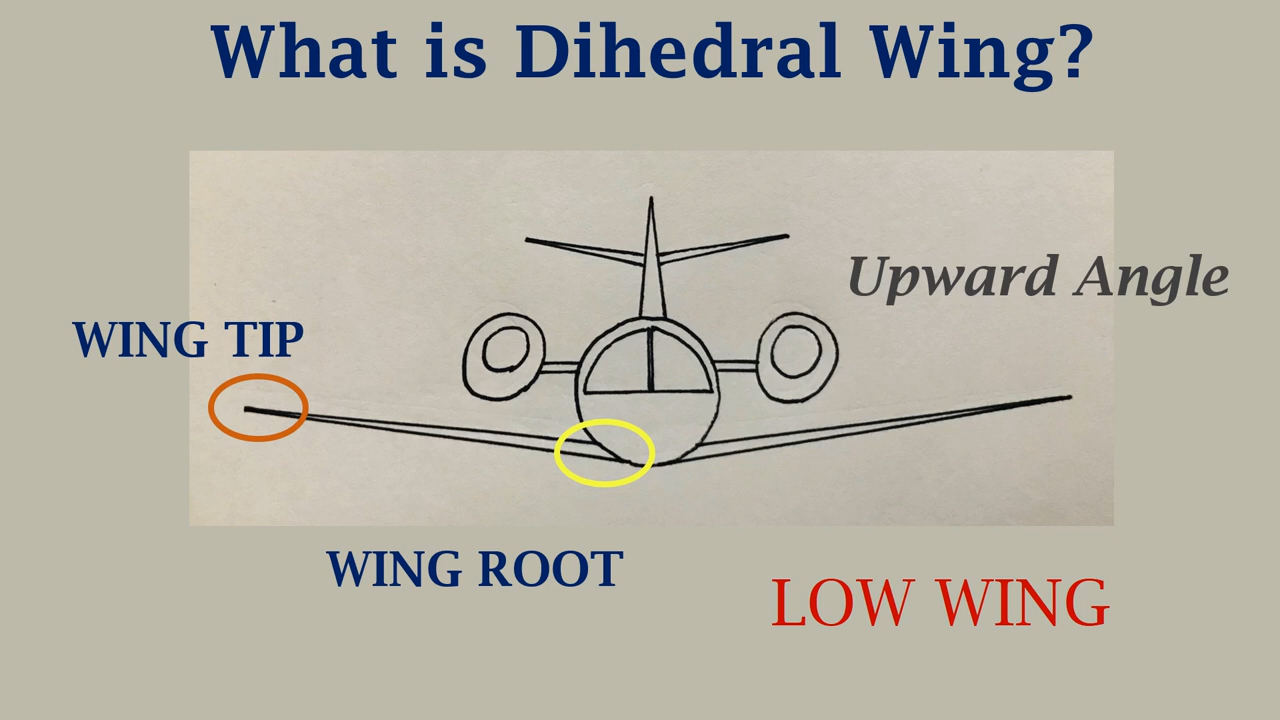 What is Dihedral Wing?
Upward Angle
WING TIP
WING ROOT
LOW WING